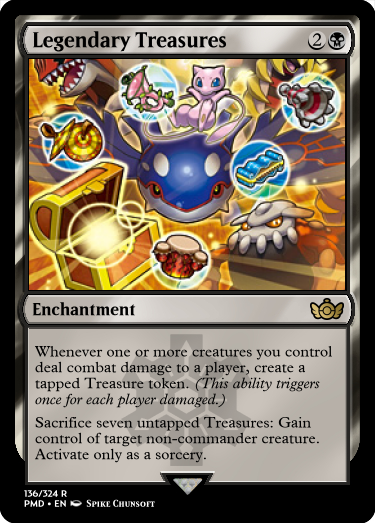 Legendary Treasures 2
Enchantment
Whenever one or more creatures you control
deal combat damage to a player, create a
tapped Treasure token. (This ability triggers
once for each player damaged.)
Sacrifice seven untapped Treasures: Gain
control of target non-commander creature.
Activate only as a sorcery.
136/324 R
PMD • EN SPIKE CHUNSOFT